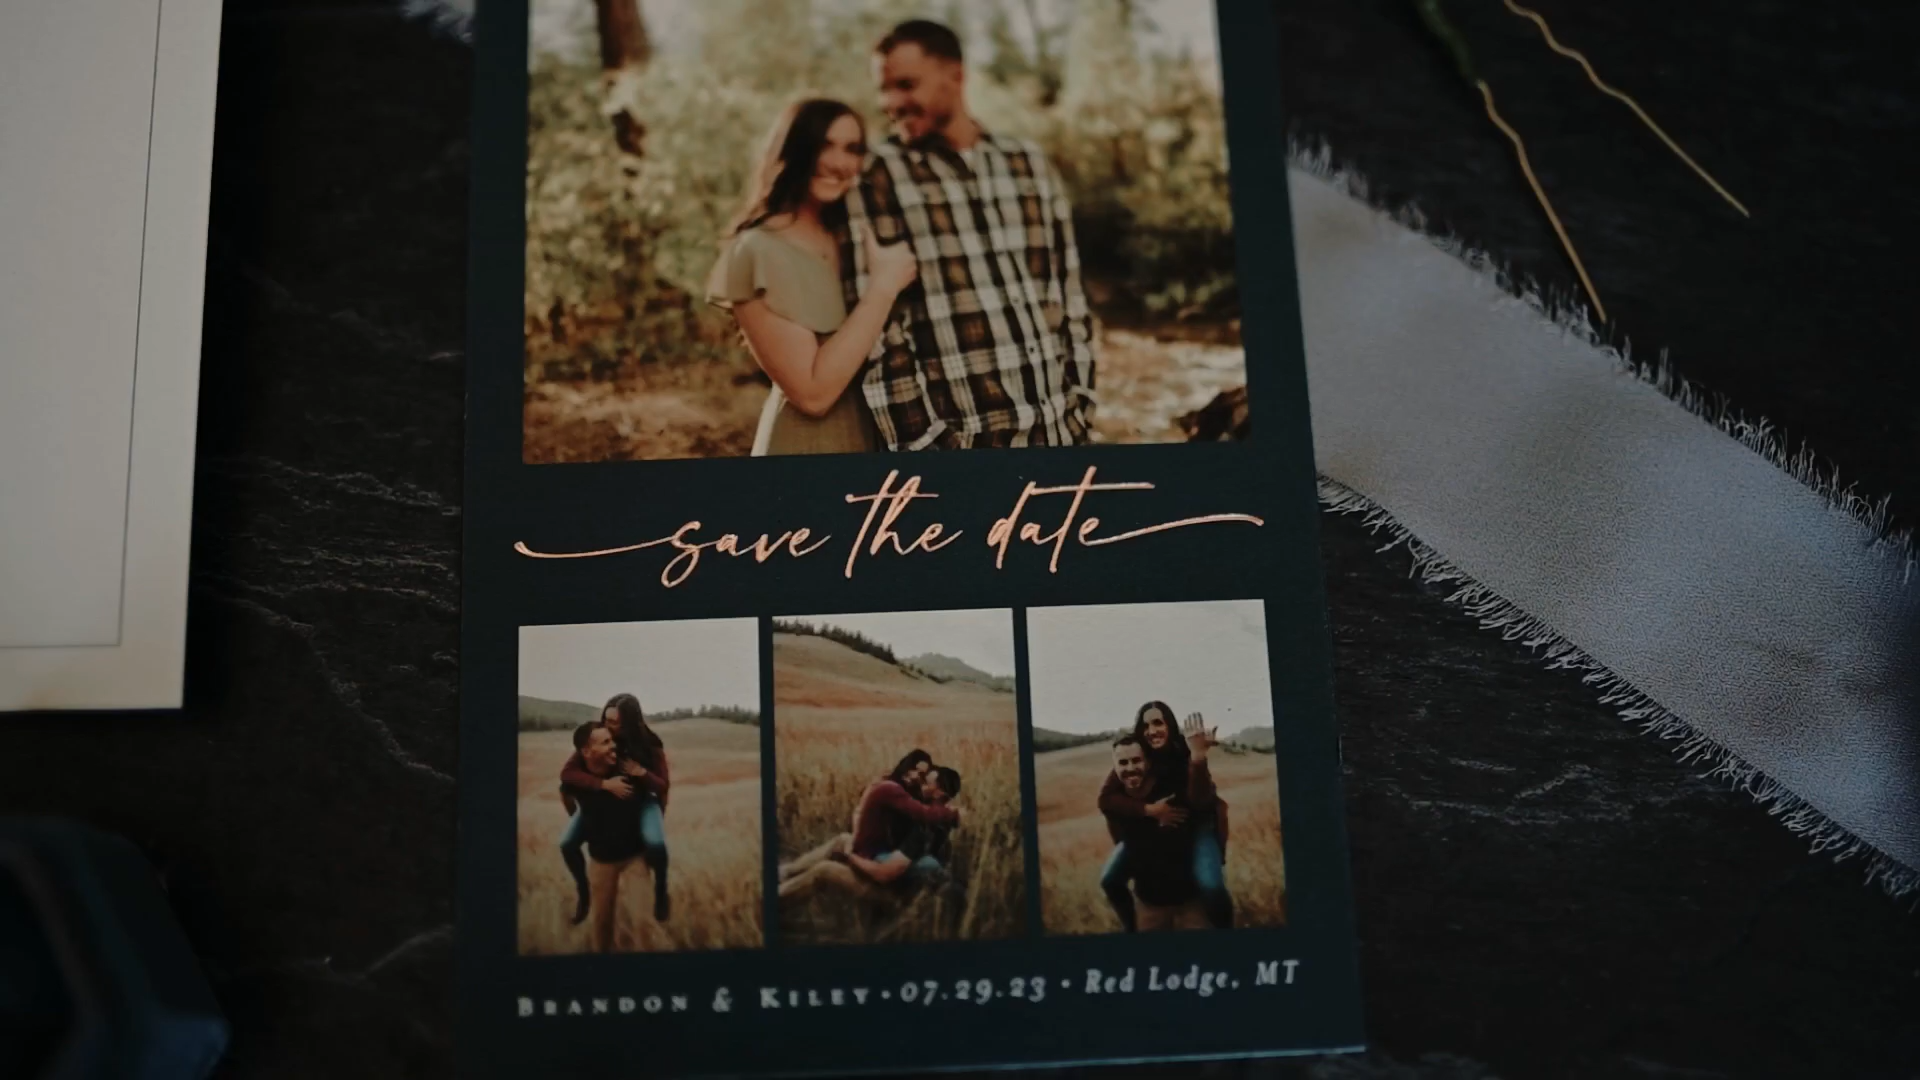 save the date
Brandon & Kiley • 07.29.23 • Red Lodge, MT